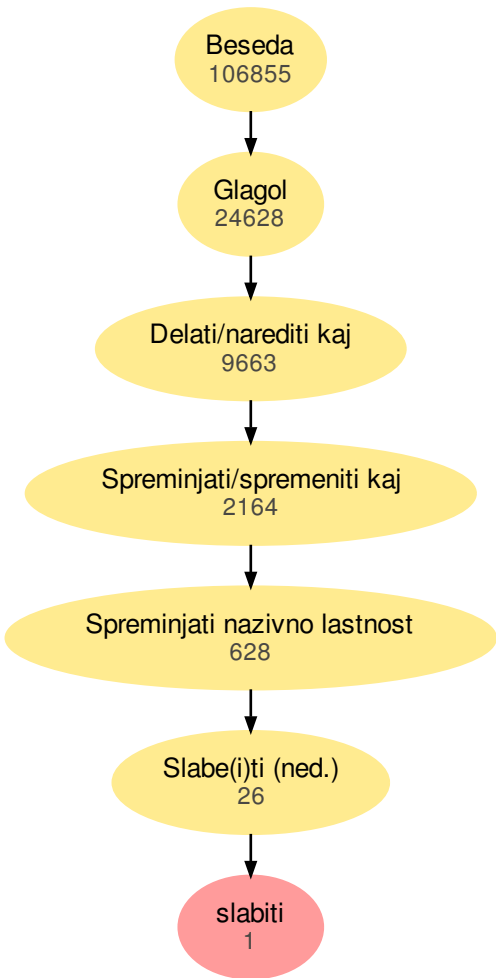 Beseda
106855
Glagol
24628
Delati/narediti kaj
9663
Spreminjati/spremeniti kaj
2164
Spreminjati nazivno lastnost
628
Slabe(i)ti (ned.)
26
slabiti
1